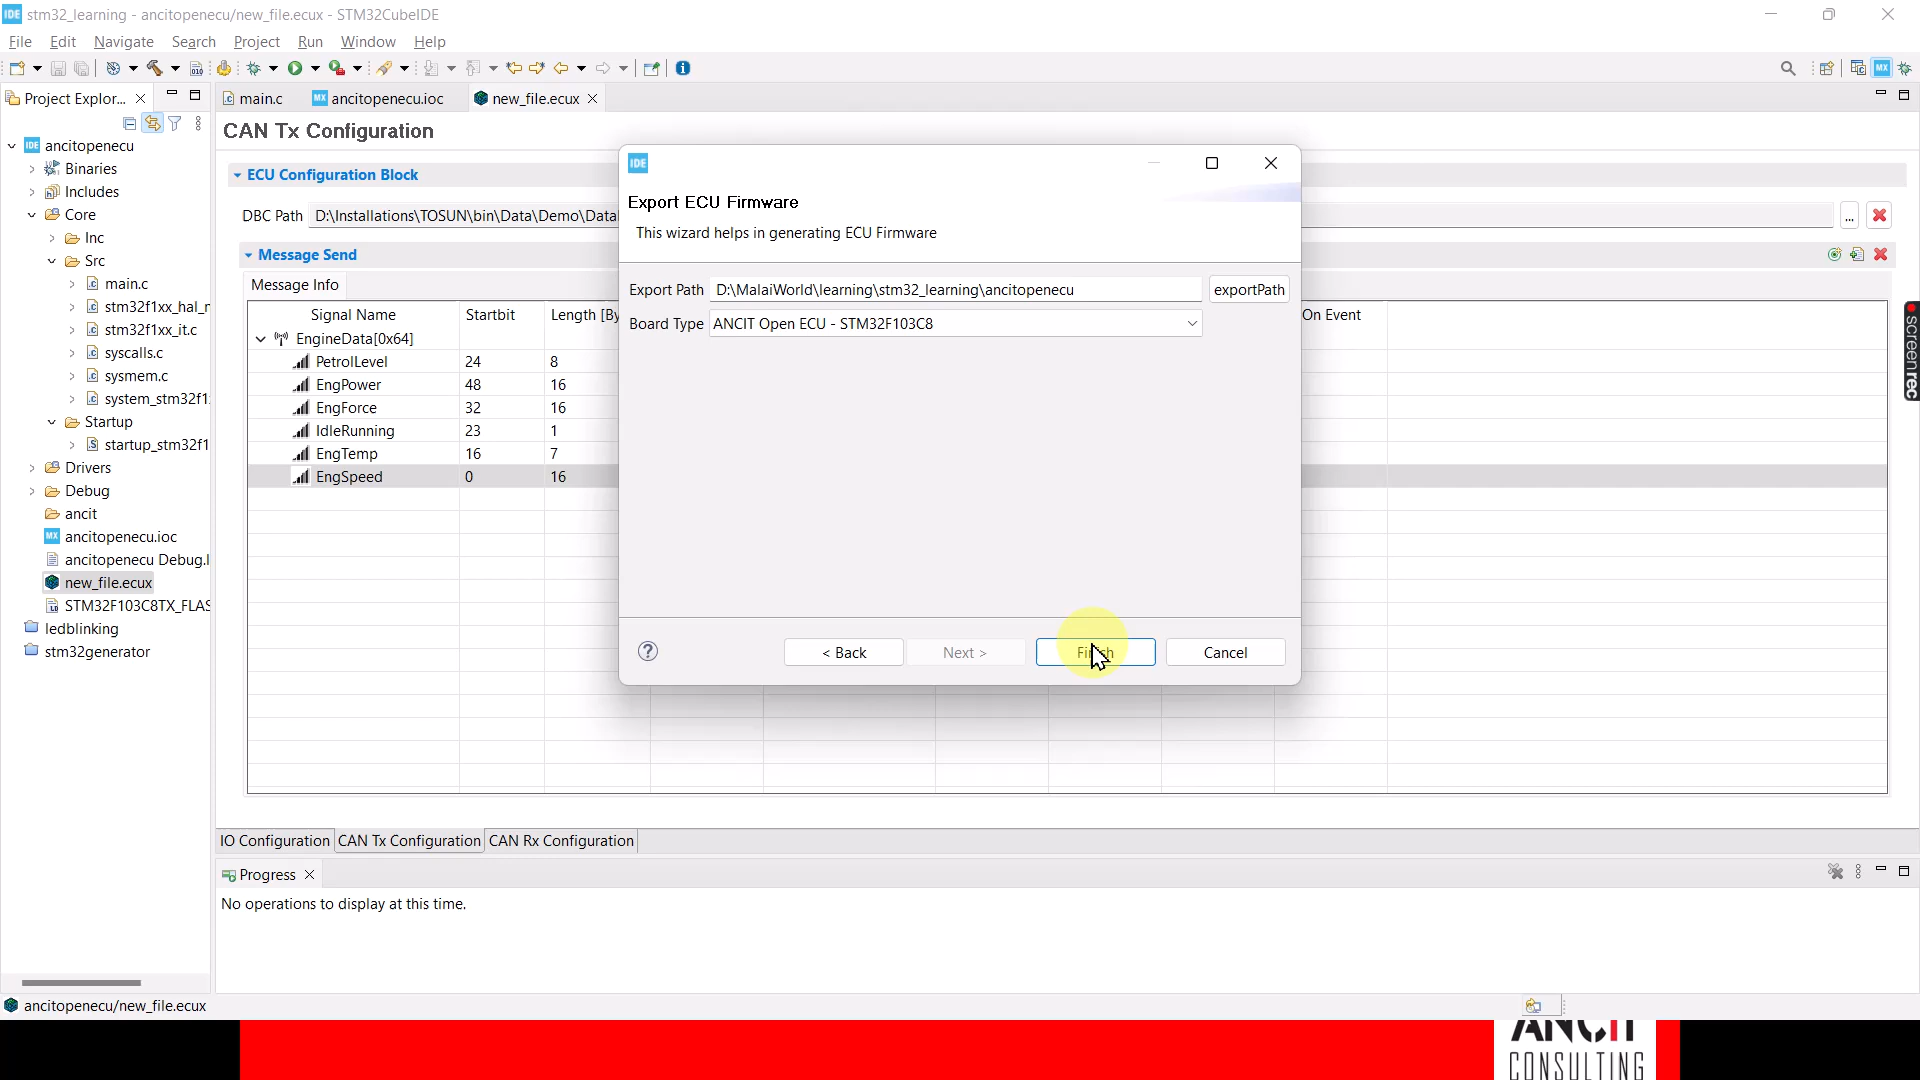 IDE stm32_learning - ancitopenecu/new_file.ecux - STM32CubeIDE
File Edit Navigate Search Project Run Window Help
Project Explor...
main.c
MX ancitopenecu.ioc
new_file.ecux
CAN Tx Configuration
IDE ancitopenecu
Binaries
Includes
Core
Inc
Src
main.c
stm32f1xx_hal_r
stm32f1xx_it.c
syscalls.c
sysmem.c
system_stm32f1
Startup
startup_stm32f1
Drivers
Debug
ancit
MX ancitopenecu.ioc
ancitopenecu Debug.l
new_file.ecux
STM32F103C8TX_FLAS
ledblinking
stm32generator
ECU Configuration Block
DBC Path D:\Installations\TOSUN\bin\Data\Demo\Data ...
Message Send
Message Info
Signal Name Startbit Length [By On Event
EngineData[0x64]
PetrolLevel 24 8
EngPower 48 16
EngForce 32 16
IdleRunning 23 1
EngTemp 16 7
EngSpeed 0 16
IDE
Export ECU Firmware
This wizard helps in generating ECU Firmware
Export Path D:\MalaiWorld\learning\stm32_learning\ancitopenecu exportPath
Board Type ANCIT Open ECU - STM32F103C8
? < Back Next > Finish Cancel
screenrec
IO Configuration CAN Tx Configuration CAN Rx Configuration
Progress
No operations to display at this time.
ancitopenecu/new_file.ecux
ANCIT
CONSULTING